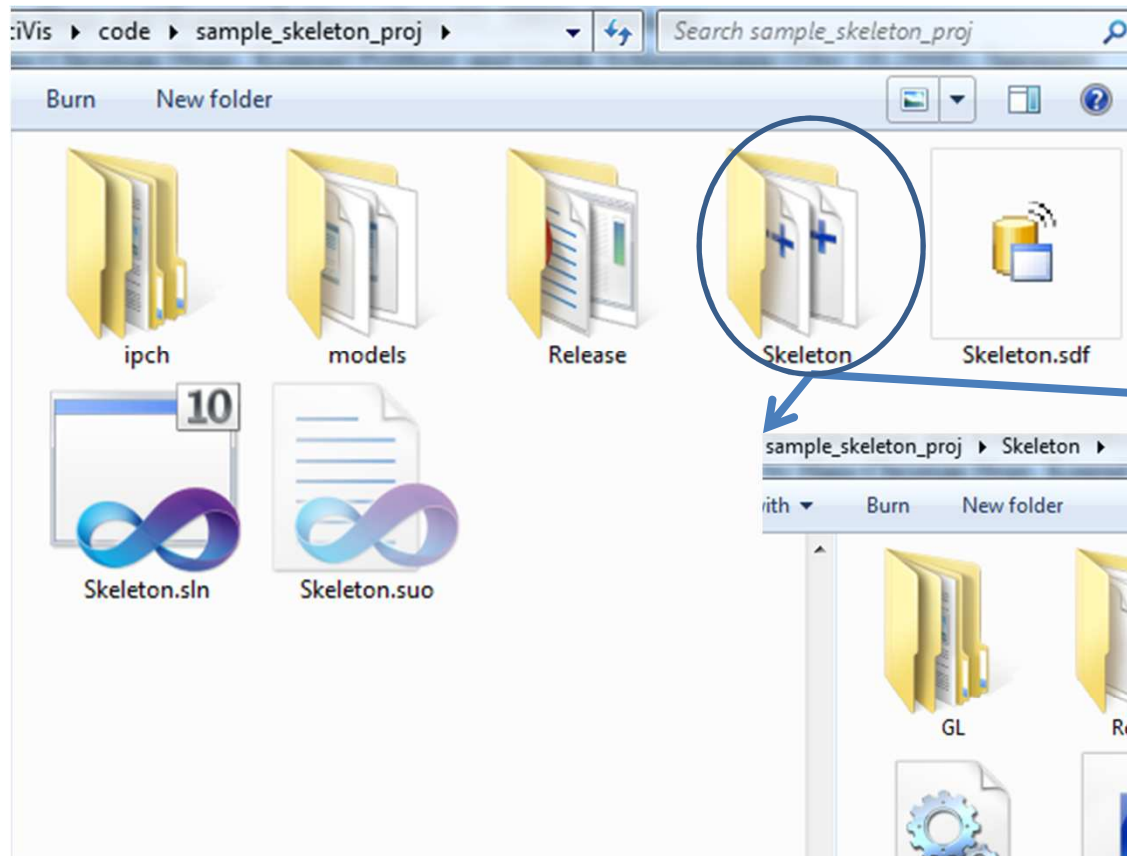 iVis ▸ code ▸ sample_skeleton_proj ▸
Search sample_skeleton_proj
Burn New folder
ipch models Release Skeleton Skeleton.sdf
10
Skeleton.sln Skeleton.suo
sample_skeleton_proj ▸ Skeleton ▸
ith Burn New folder
GL